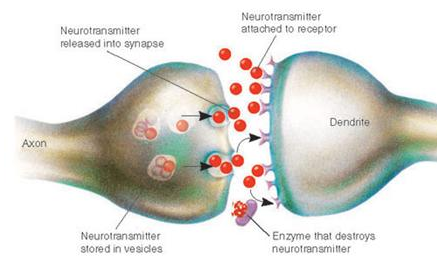 Neurotransmitter
attached to receptor
Neurotransmitter
released into synapse
Axon
Dendrite
Neurotransmitter
stored in vesicles
Enzyme that destroys
neurotransmitter